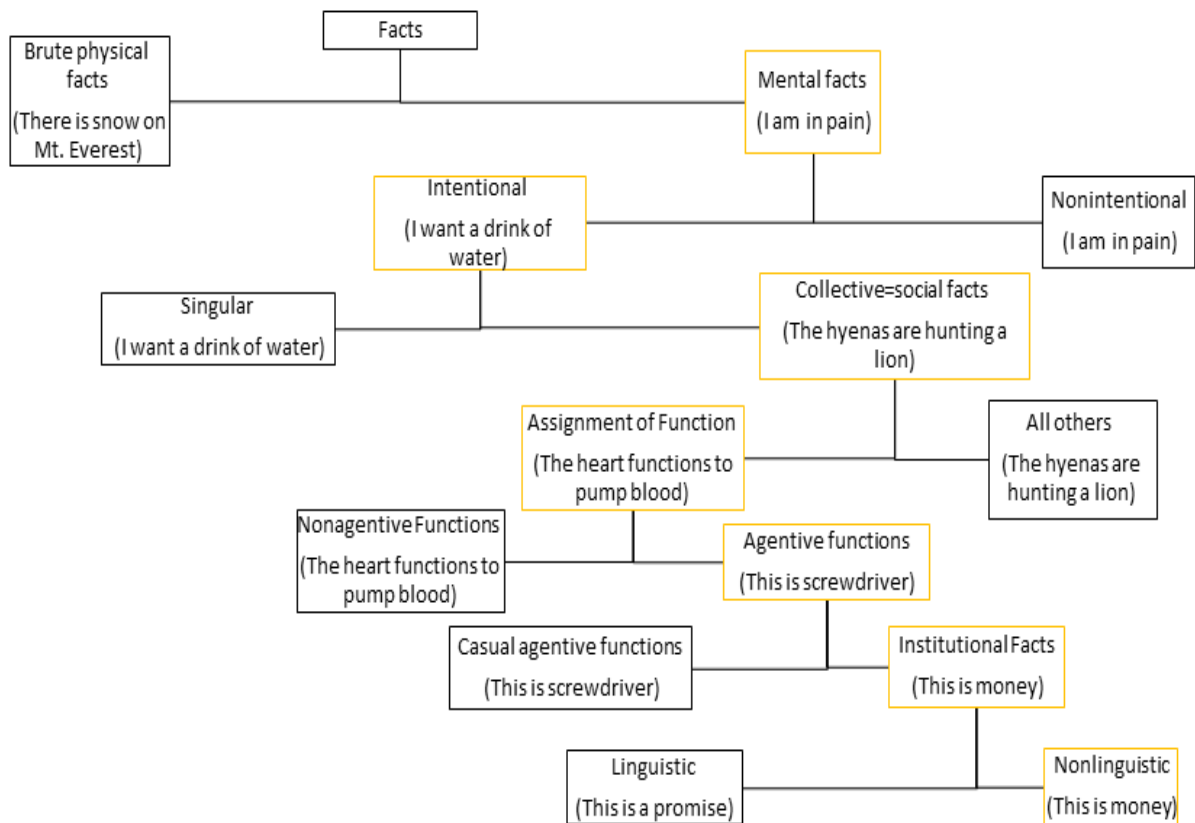 Facts
Brute physical
facts
(There is snow on
Mt. Everest)
Mental facts
(I am in pain)
Intentional
(I want a drink of
water)
Nonintentional
(I am in pain)
Singular
(I want a drink of water)
Collective=social facts
(The hyenas are hunting a
lion)
Assignment of Function
(The heart functions to
pump blood)
All others
(The hyenas are
hunting a lion)
Nonagentive Functions
(The heart functions to
pump blood)
Agentive functions
(This is screwdriver)
Casual agentive functions
(This is screwdriver)
Institutional Facts
(This is money)
Linguistic
(This is a promise)
Nonlinguistic
(This is money)